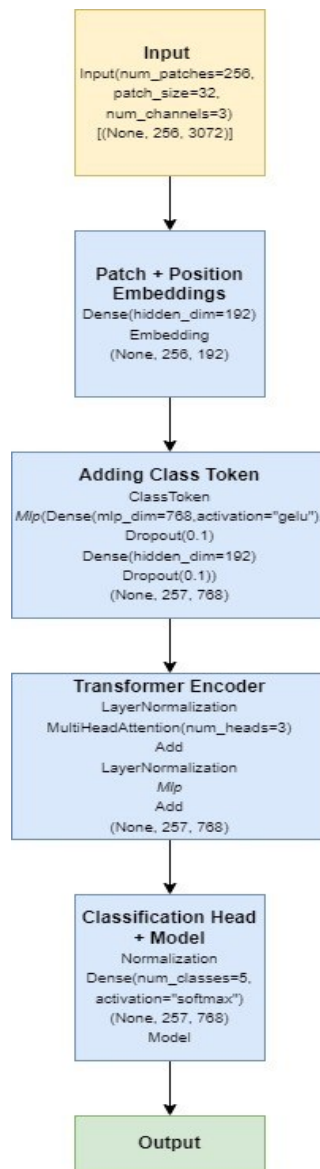 Input
Input(num_patches=256,
patch_size=32,
num_channels=3)
[(None, 256, 3072)]
Patch + Position
Embeddings
Dense(hidden_dim=192)
Embedding
(None, 256, 192)
Adding Class Token
ClassToken
Mlp(Dense(mlp_dim=768,activation="gelu")
Dropout(0.1)
Dense(hidden_dim=192)
Dropout(0.1))
(None, 257, 768)
Transformer Encoder
LayerNormalization
MultiHeadAttention(num_heads=3)
Add
LayerNormalization
Mlp
Add
(None, 257, 768)
Classification Head
+ Model
Normalization
Dense(num_classes=5,
activation="softmax")
(None, 257, 768)
Model
Output